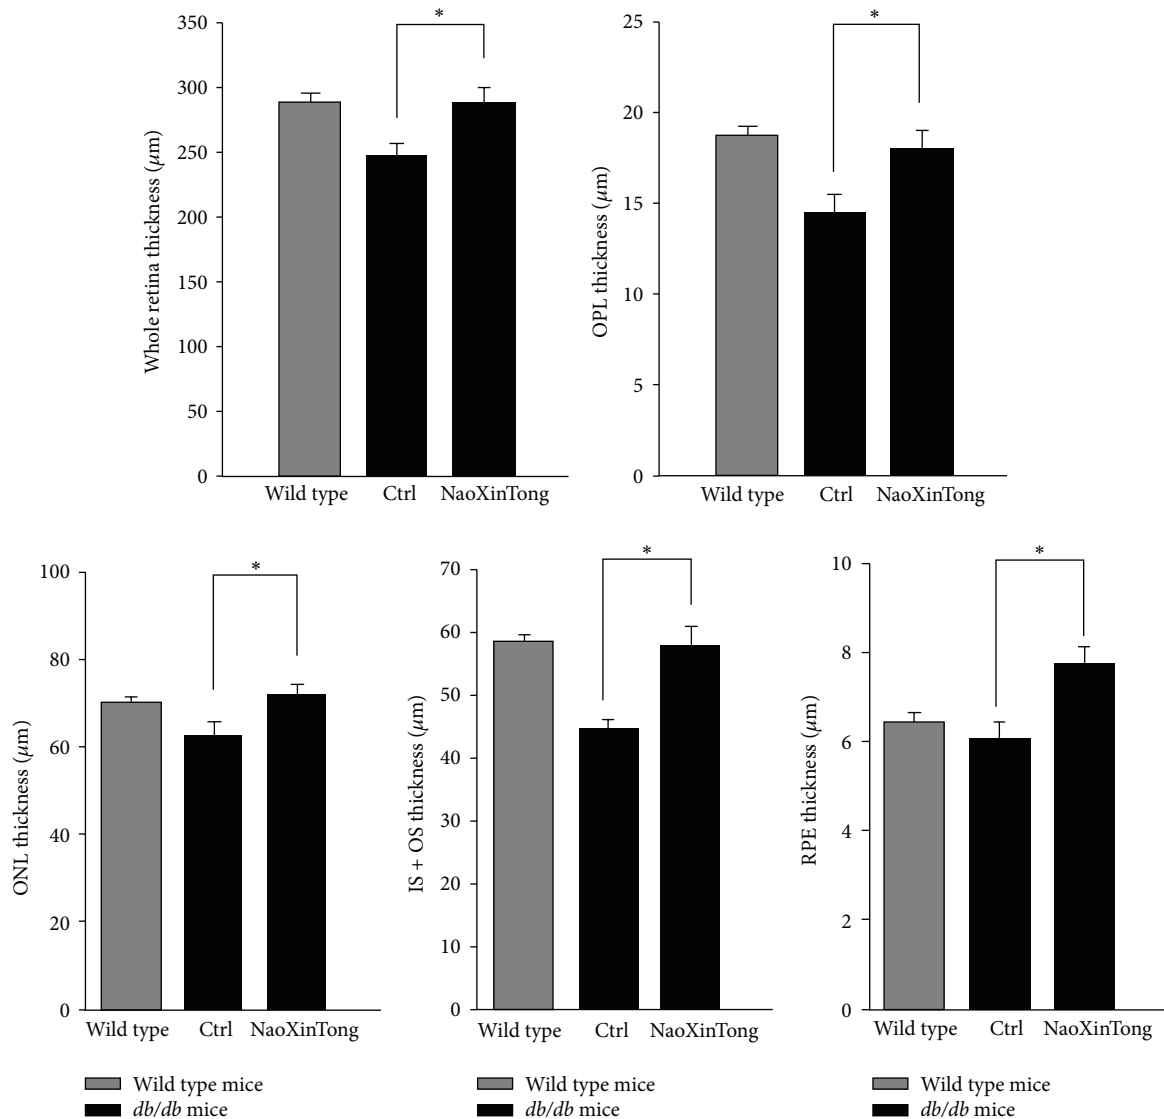 Whole retina thickness (μm)
350
300
250
200
150
100
50
0
*
Wild type Ctrl NaoXinTong
OPL thickness (μm)
25
20
15
10
5
0
*
Wild type Ctrl NaoXinTong
ONL thickness (μm)
100
80
60
40
20
0
*
Wild type Ctrl NaoXinTong
Wild type mice
db/db mice
IS + OS thickness (μm)
70
60
50
40
30
20
10
0
*
Wild type Ctrl NaoXinTong
Wild type mice
db/db mice
RPE thickness (μm)
10
8
6
4
2
0
*
Wild type Ctrl NaoXinTong
Wild type mice
db/db mice